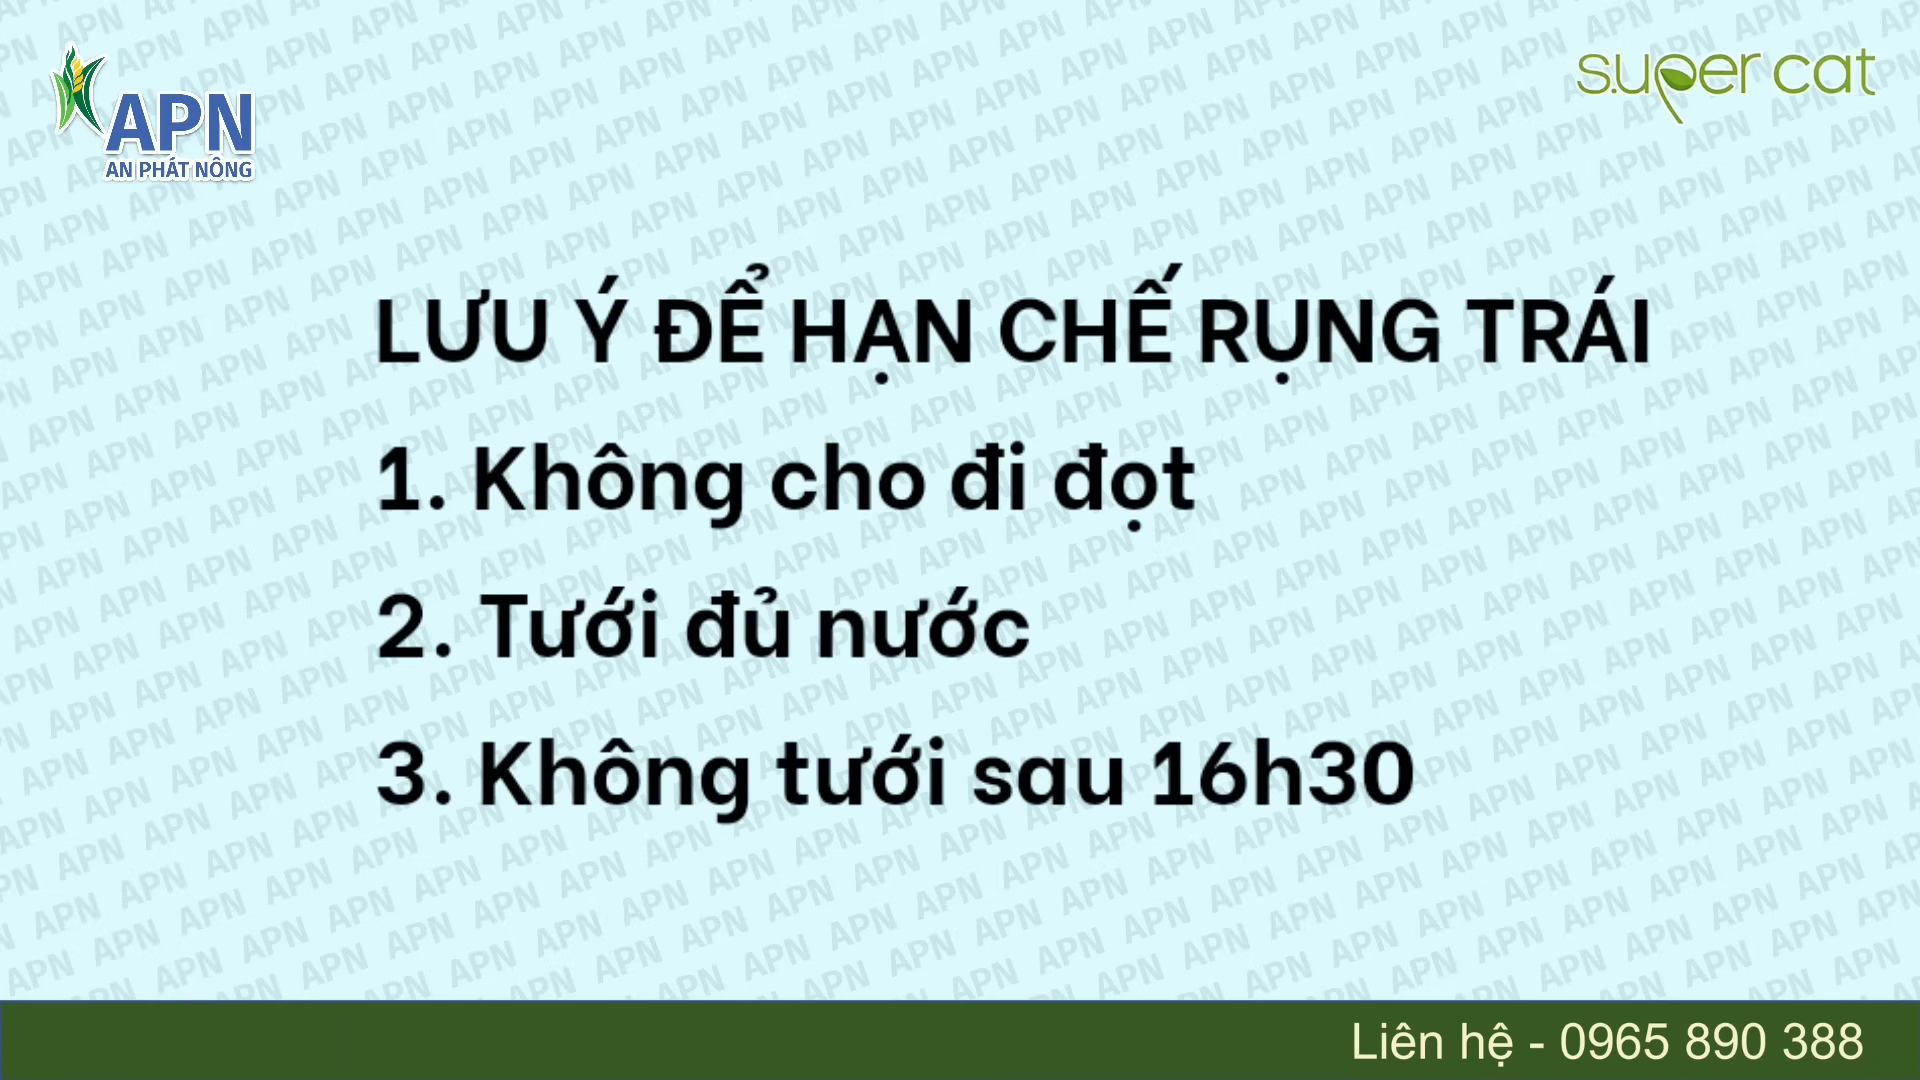 APN
AN PHÁT NÔNG
super cat
LƯU Ý ĐỂ HẠN CHẾ RỤNG TRÁI
1. Không cho đi đọt
2. Tưới đủ nước
3. Không tưới sau 16h30
Liên hệ - 0965 890 388